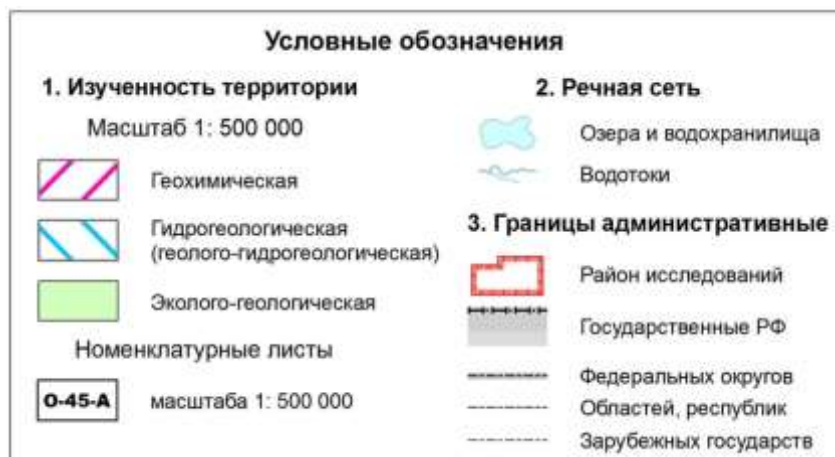 Условные обозначения
1. Изученность территории
Масштаб 1: 500 000
Геохимическая
Гидрогеологическая
(геолого-гидрогеологическая)
Эколого-геологическая
Номенклатурные листы
О-45-А
масштаба 1: 500 000
2. Речная сеть
Озера и водохранилища
Водотоки
3. Границы административные
Район исследований
Государственные РФ
Федеральных округов
Областей, республик
Зарубежных государств